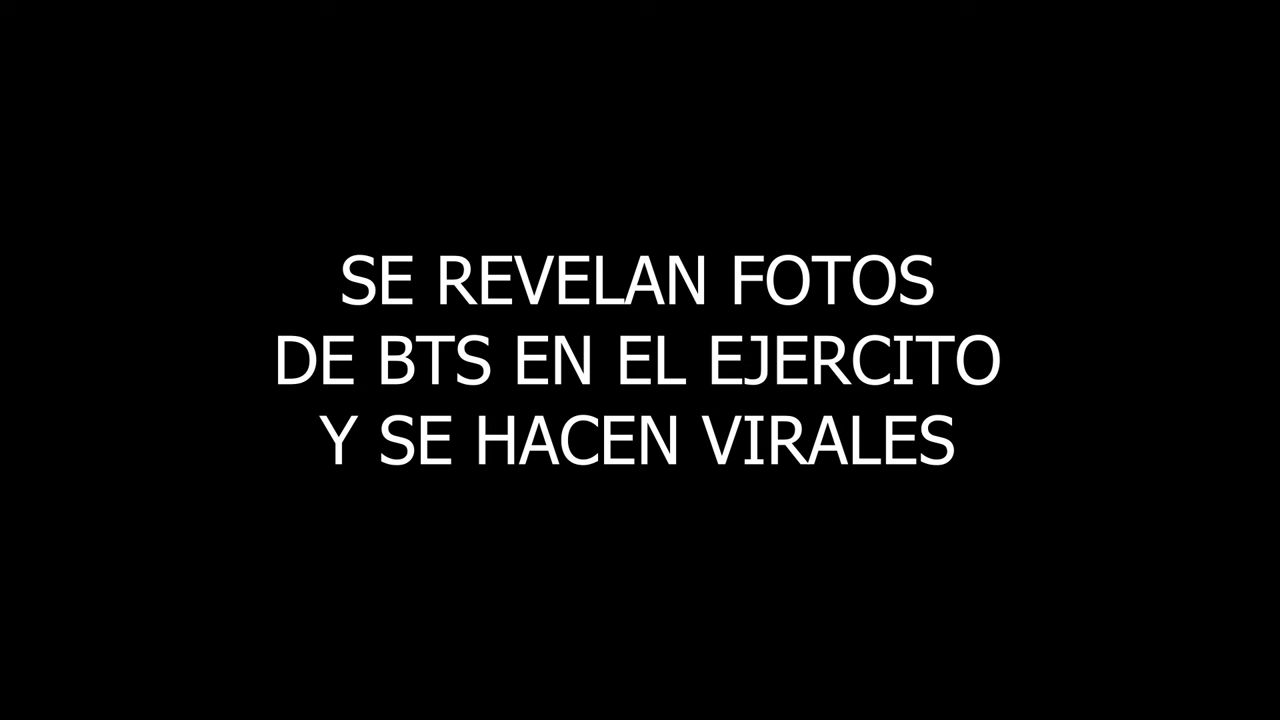 SE REVELAN FOTOS
DE BTS EN EL EJERCITO
Y SE HACEN VIRALES